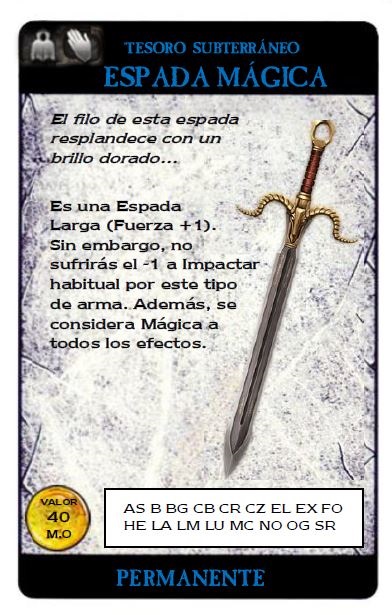 TESORO SUBTERRÁNEO
ESPADA MÁGICA
El filo de esta espada
resplandece con un
brillo dorado...
Es una Espada
Larga (Fuerza +1).
Sin embargo, no
sufrirás el -1 a Impactar
habitual por este tipo
de arma. Además, se
considera Mágica a
todos los efectos.
VALOR
40
M.O
AS B BG CB CR CZ EL EX FO
HE LA LM LU MC NO OG SR
PERMANENTE